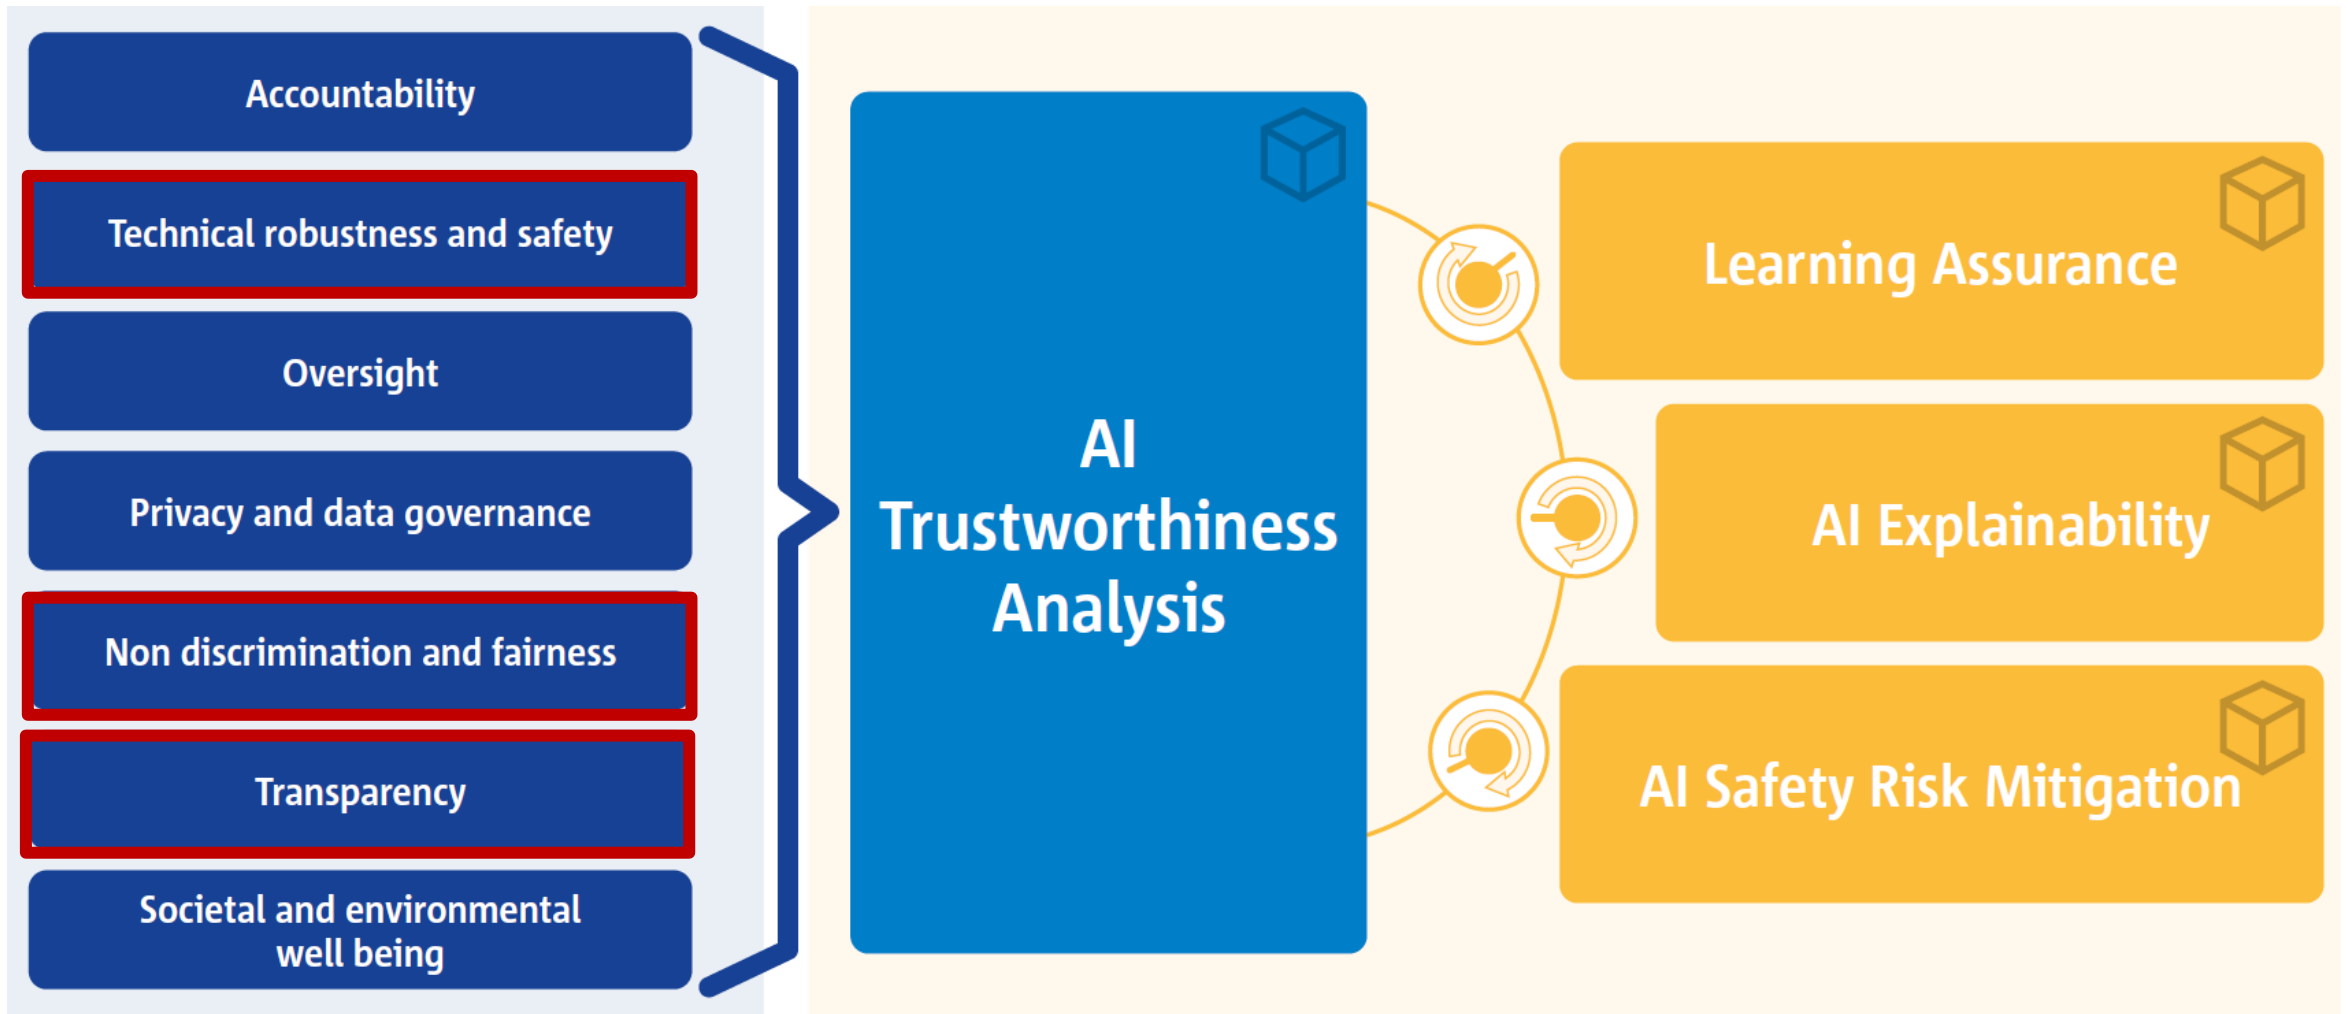 Accountability
Technical robustness and safety
Oversight
Privacy and data governance
Non discrimination and fairness
Transparency
Societal and environmental
well being
AI
Trustworthiness
Analysis
Learning Assurance
AI Explainability
AI Safety Risk Mitigation